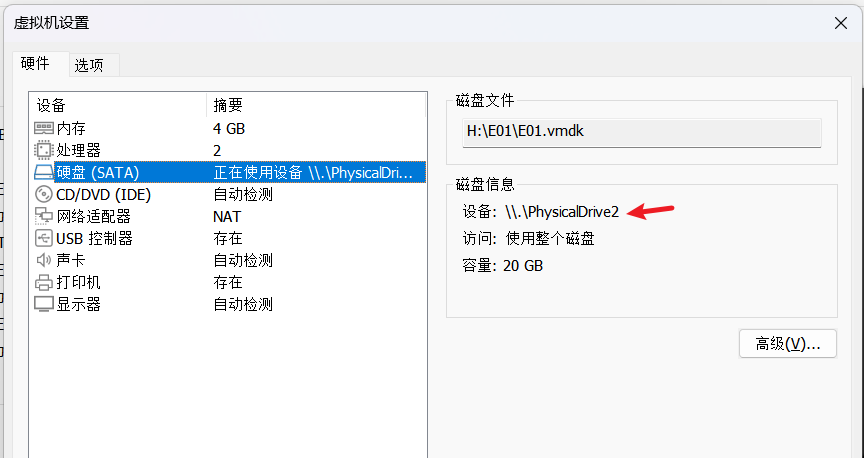 虚拟机设置
硬件 选项
设备 摘要
内存 4 GB
处理器 2
硬盘 (SATA) 正在使用设备 \\.\PhysicalDri...
CD/DVD (IDE) 自动检测
网络适配器 NAT
USB 控制器 存在
声卡 自动检测
打印机 存在
显示器 自动检测
磁盘文件
H:\E01\E01.vmdk
磁盘信息
设备: \\.\PhysicalDrive2
访问: 使用整个磁盘
容量: 20 GB
高级(V)...